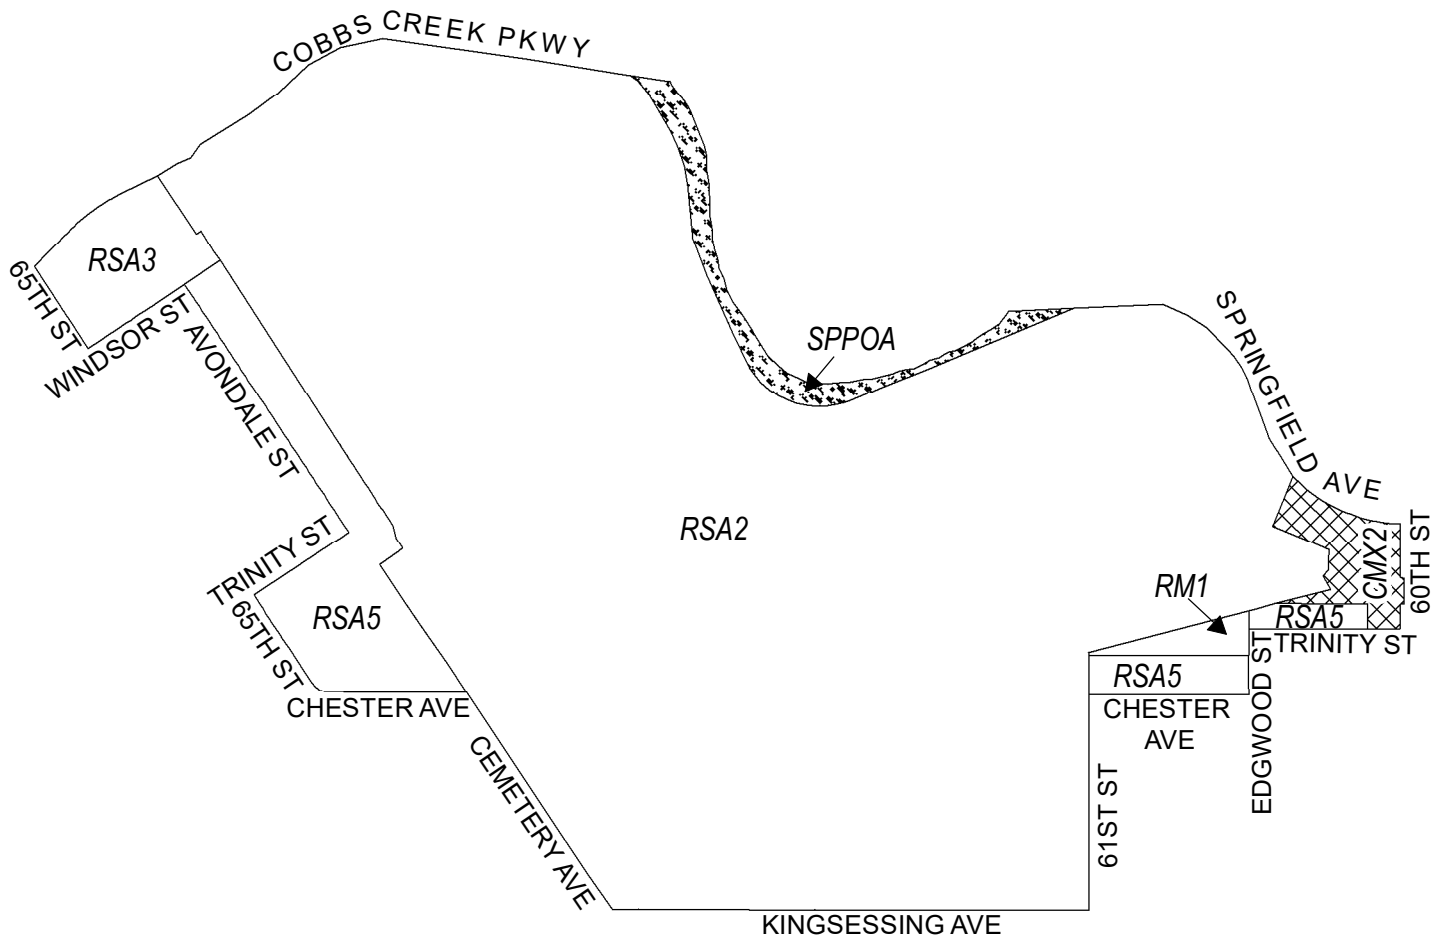 COBBS CREEK PKWY
RSA3
65TH ST
WINDSOR ST
AVONDALE ST
SPPOA
SPRINGFIELD AVE
TRINITY ST
RSA2
CMX2
60TH ST
RM1
65TH ST
RSA5
RSA5
TRINITY ST
RSA5
CHESTER AVE
CHESTER
AVE
EDGWOOD ST
CEMETERY AVE
61ST ST
KINGSESSING AVE